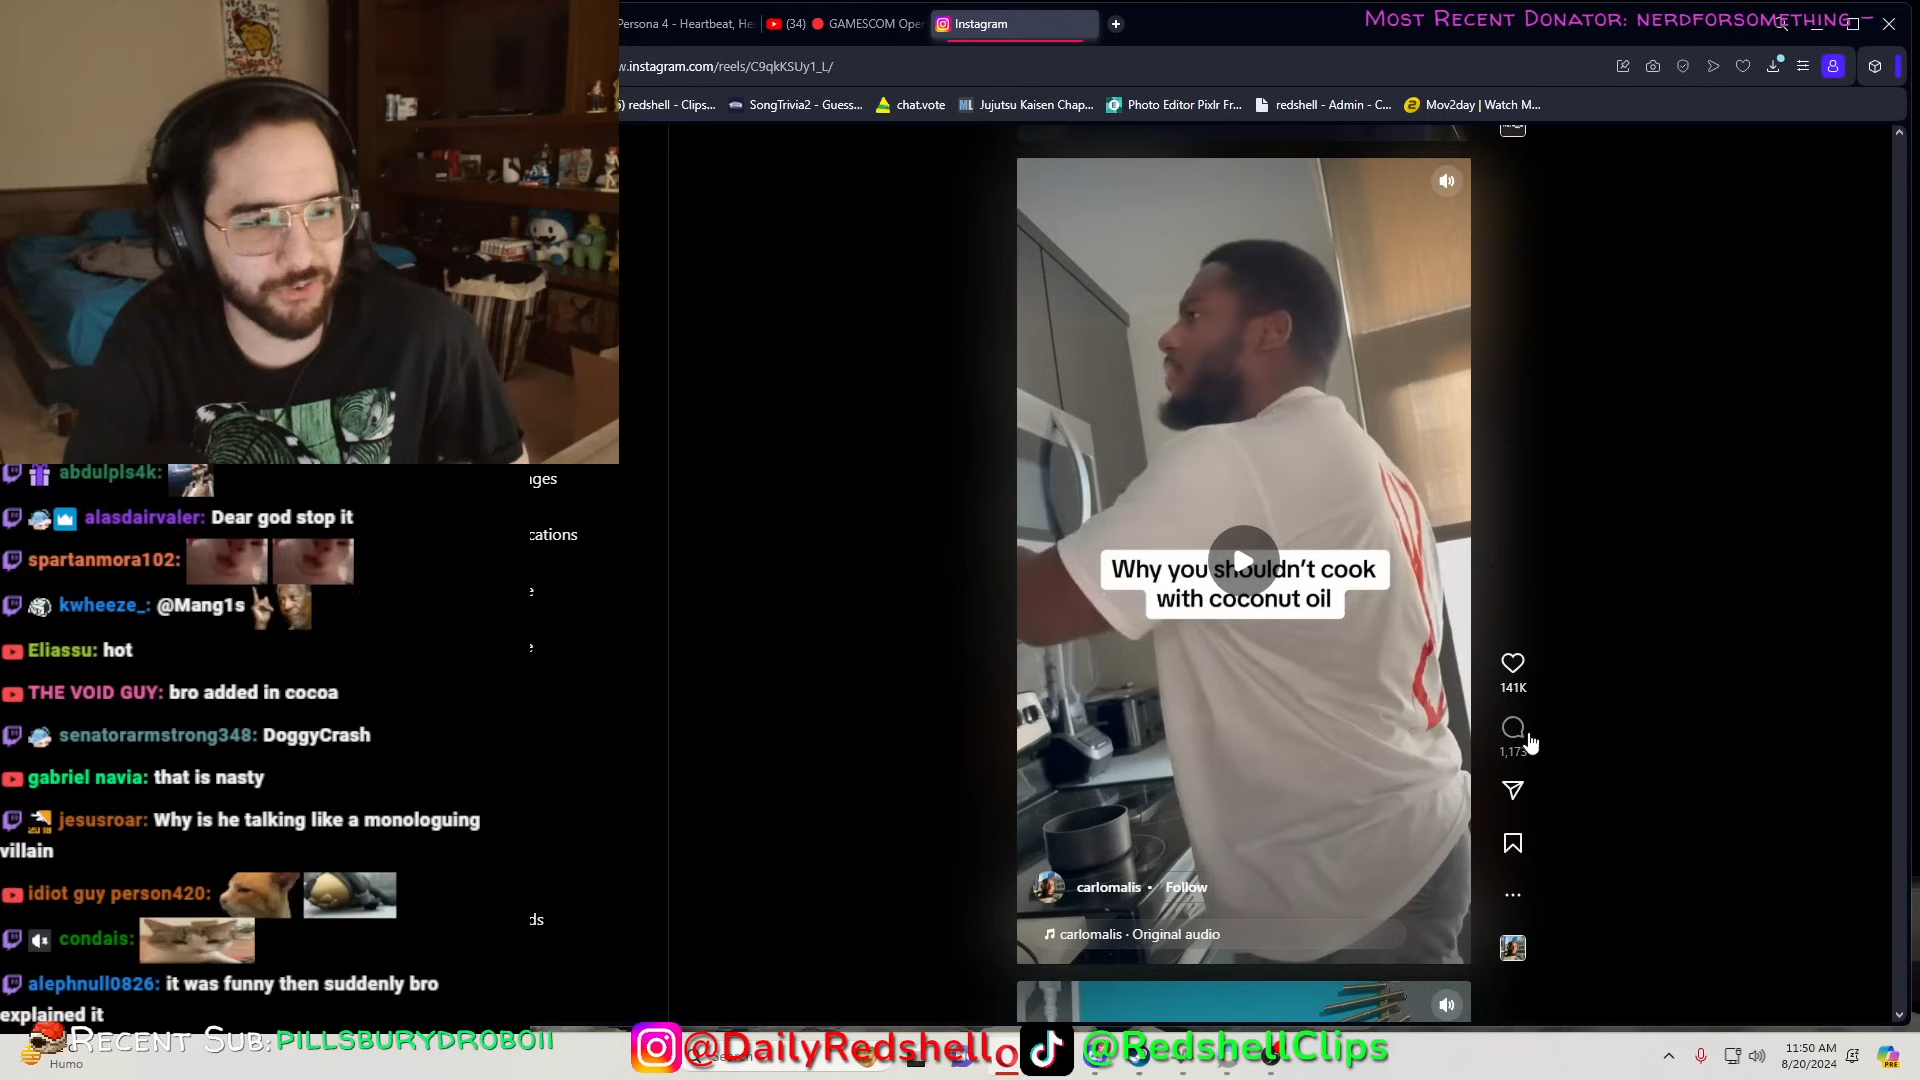 Persona 4 - Heartbeat, He
(34)
GAMESCOM Ope
Instagram
MOST RECENT DONATOR: NERDFORSOMETHING -
w.instagram.com/reels/C9qkKSUy1_L/
redshell - Clips...
SongTrivia2 - Guess...
chat.vote
Jujutsu Kaisen Chap...
Photo Editor Pixlr Fr...
redshell - Admin - C...
Mov2day | Watch M...
Why you shouldn't cook
with coconut oil
141K
1,173
carlomalis • Follow
carlomalis · Original audio
cations
abdulpls4k:
alasdairvaler: Dear god stop it
spartanmora102:
kwheeze_: @Mang1s
Eliassu: hot
THE VOID GUY: bro added in cocoa
senatorarmstrong348: DoggyCrash
gabriel navia: that is nasty
jesusroar: Why is he talking like a monologuing
villain
idiot guy person420:
condais:
alephnull0826: it was funny then suddenly bro
explained it
RECENT SUB: PILLSBURYDROBOII
Humo
@DailyRedshell
@RedshellClips
11:50 AM
8/20/2024